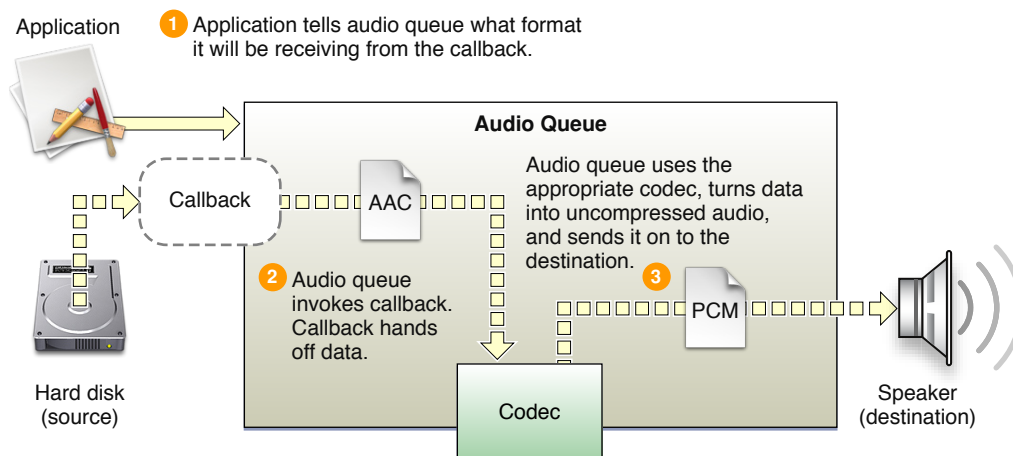 Application
1 Application tells audio queue what format
it will be receiving from the callback.
Audio Queue
Callback
AAC
Audio queue uses the
appropriate codec, turns data
into uncompressed audio,
and sends it on to the
destination.
2 Audio queue
invokes callback.
Callback hands
off data.
3
PCM
Hard disk
(source)
Codec
Speaker
(destination)